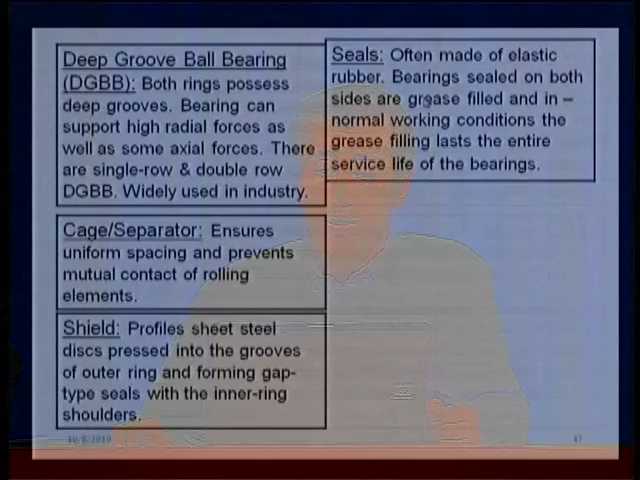 Deep Groove Ball Bearing
(DGBB): Both rings possess
deep grooves. Bearing can
support high radial forces as
well as some axial forces. There
are single-row & double row
DGBB. Widely used in industry.
Cage/Separator: Ensures
uniform spacing and prevents
mutual contact of rolling
elements.
Shield: Profiles sheet steel
discs pressed into the grooves
of outer ring and forming gap-
type seals with the inner-ring
shoulders.
Seals: Often made of elastic
rubber. Bearings sealed on both
sides are grease filled and in –
normal working conditions the
grease filling lasts the entire
service life of the bearings.